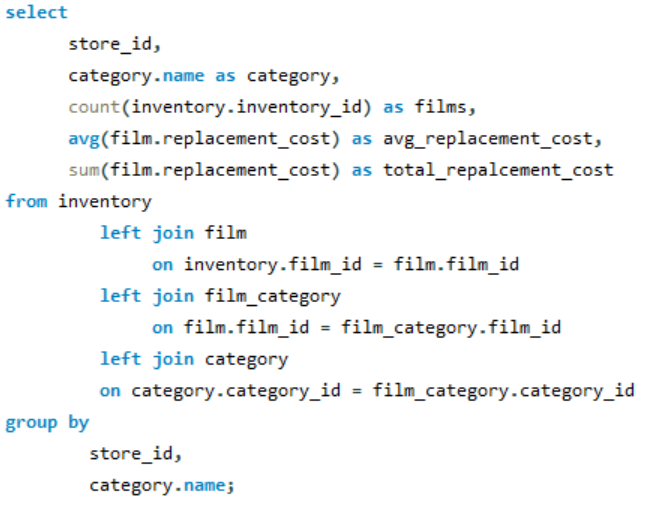 select
store_id,
category.name as category,
count(inventory.inventory_id) as films,
avg(film.replacement_cost) as avg_replacement_cost,
sum(film.replacement_cost) as total_repalcement_cost
from inventory
left join film
on inventory.film_id = film.film_id
left join film_category
on film.film_id = film_category.film_id
left join category
on category.category_id = film_category.category_id
group by
store_id,
category.name;